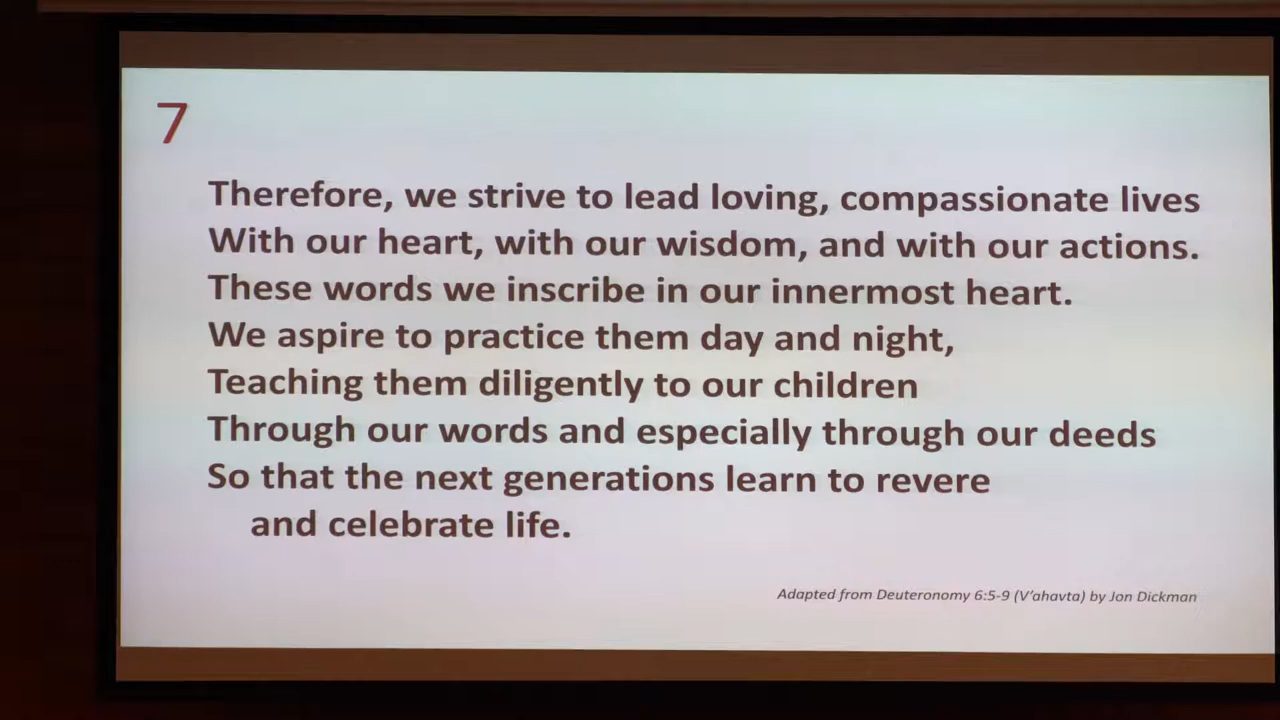 7
Therefore, we strive to lead loving, compassionate lives
With our heart, with our wisdom, and with our actions.
These words we inscribe in our innermost heart.
We aspire to practice them day and night,
Teaching them diligently to our children
Through our words and especially through our deeds
So that the next generations learn to revere
and celebrate life.
Adapted from Deuteronomy 6:5-9 (V'ahavta) by Jon Dickman